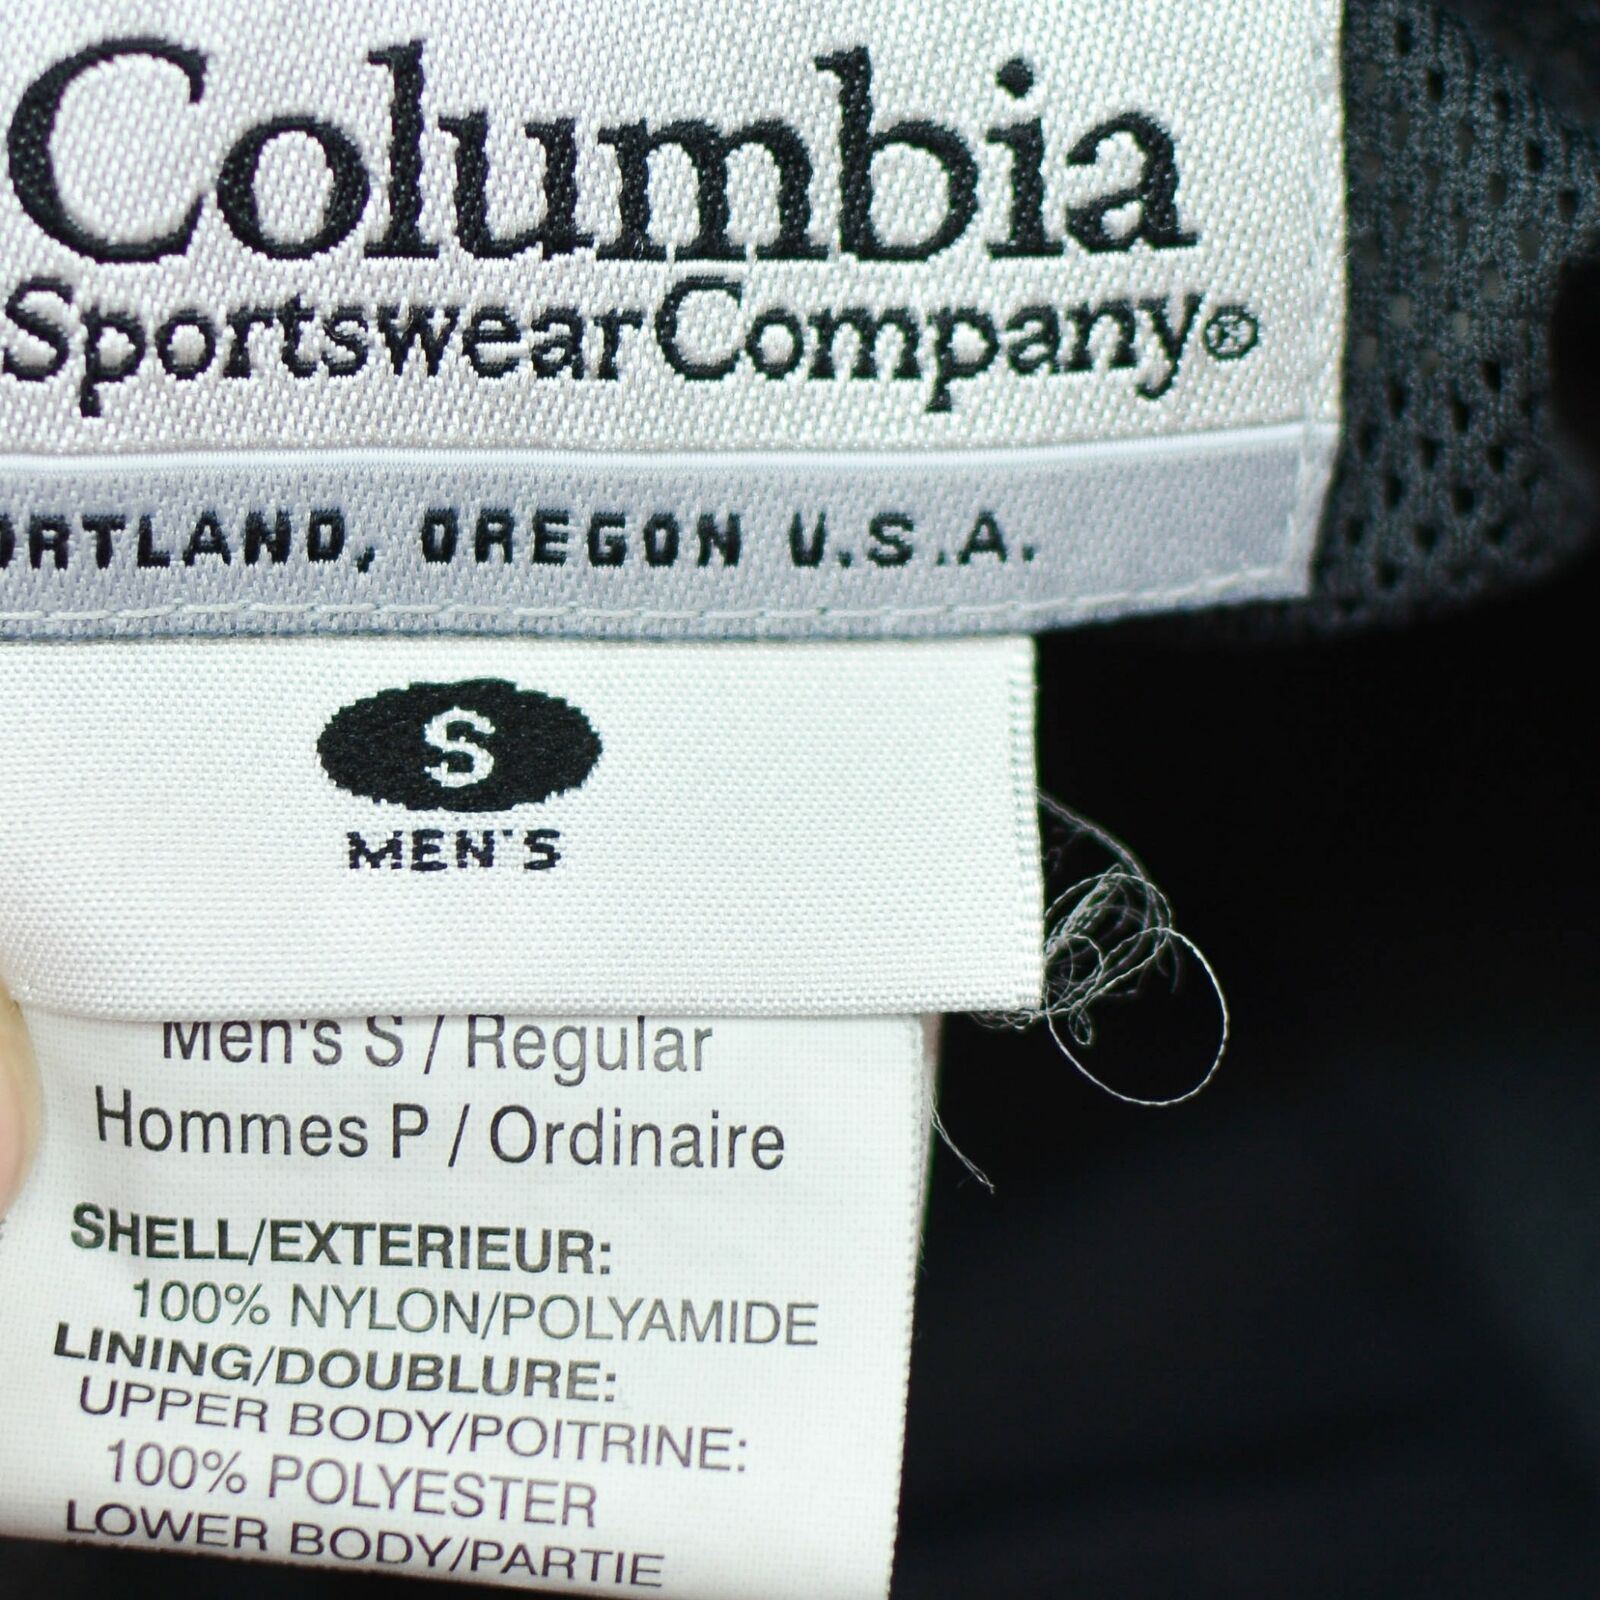 Columbia
Sportswear Company®
ORTLAND, OREGON U.S.A.
S
MEN'S
Men's S / Regular
Hommes P / Ordinaire
SHELL/EXTERIEUR:
100% NYLON/POLYAMIDE
LINING/DOUBLURE:
UPPER BODY/POITRINE:
100% POLYESTER
LOWER BODY/PARTIE